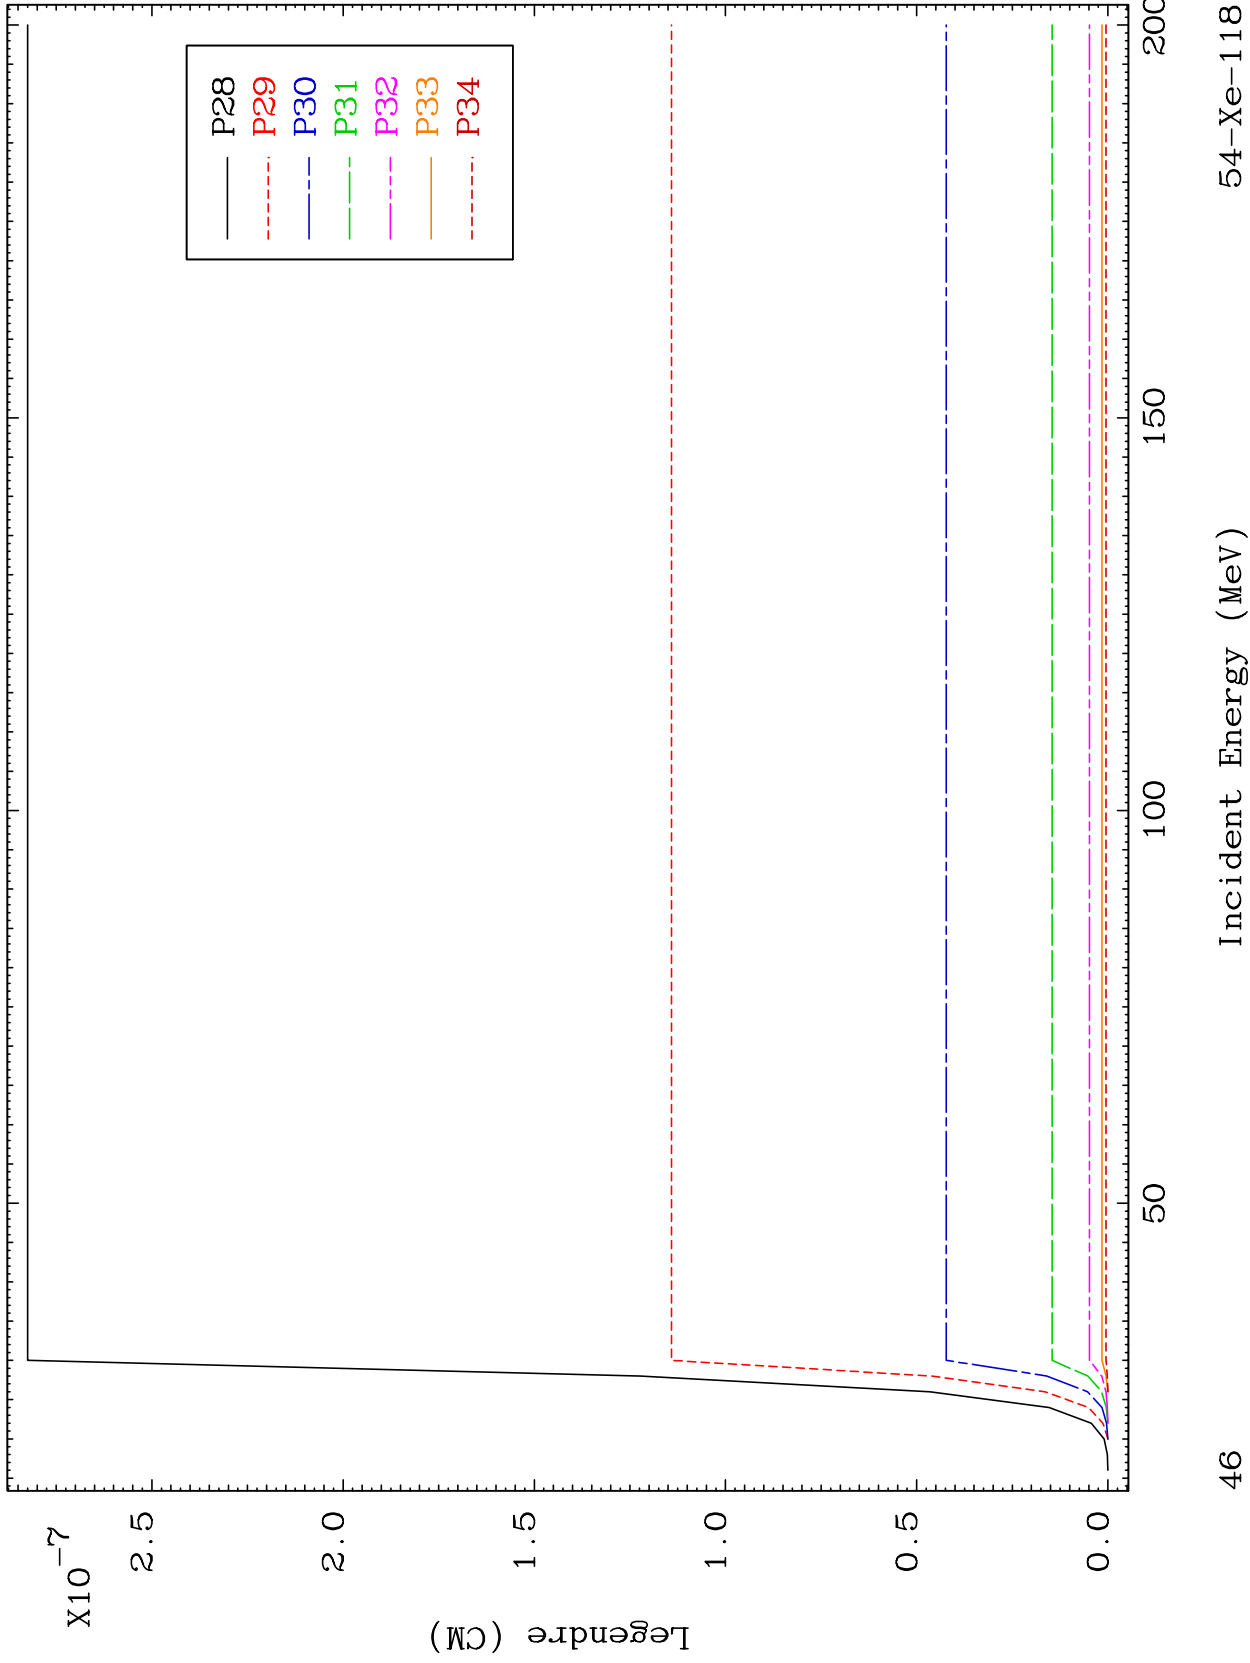 X10-7
2.5
2.0
1.5
1.0
0.5
0.0
Legendre (CM)
P28
P29
P30
P31
P32
P33
P34
50
100
150
200
Incident Energy (MeV)
46
54-Xe-118